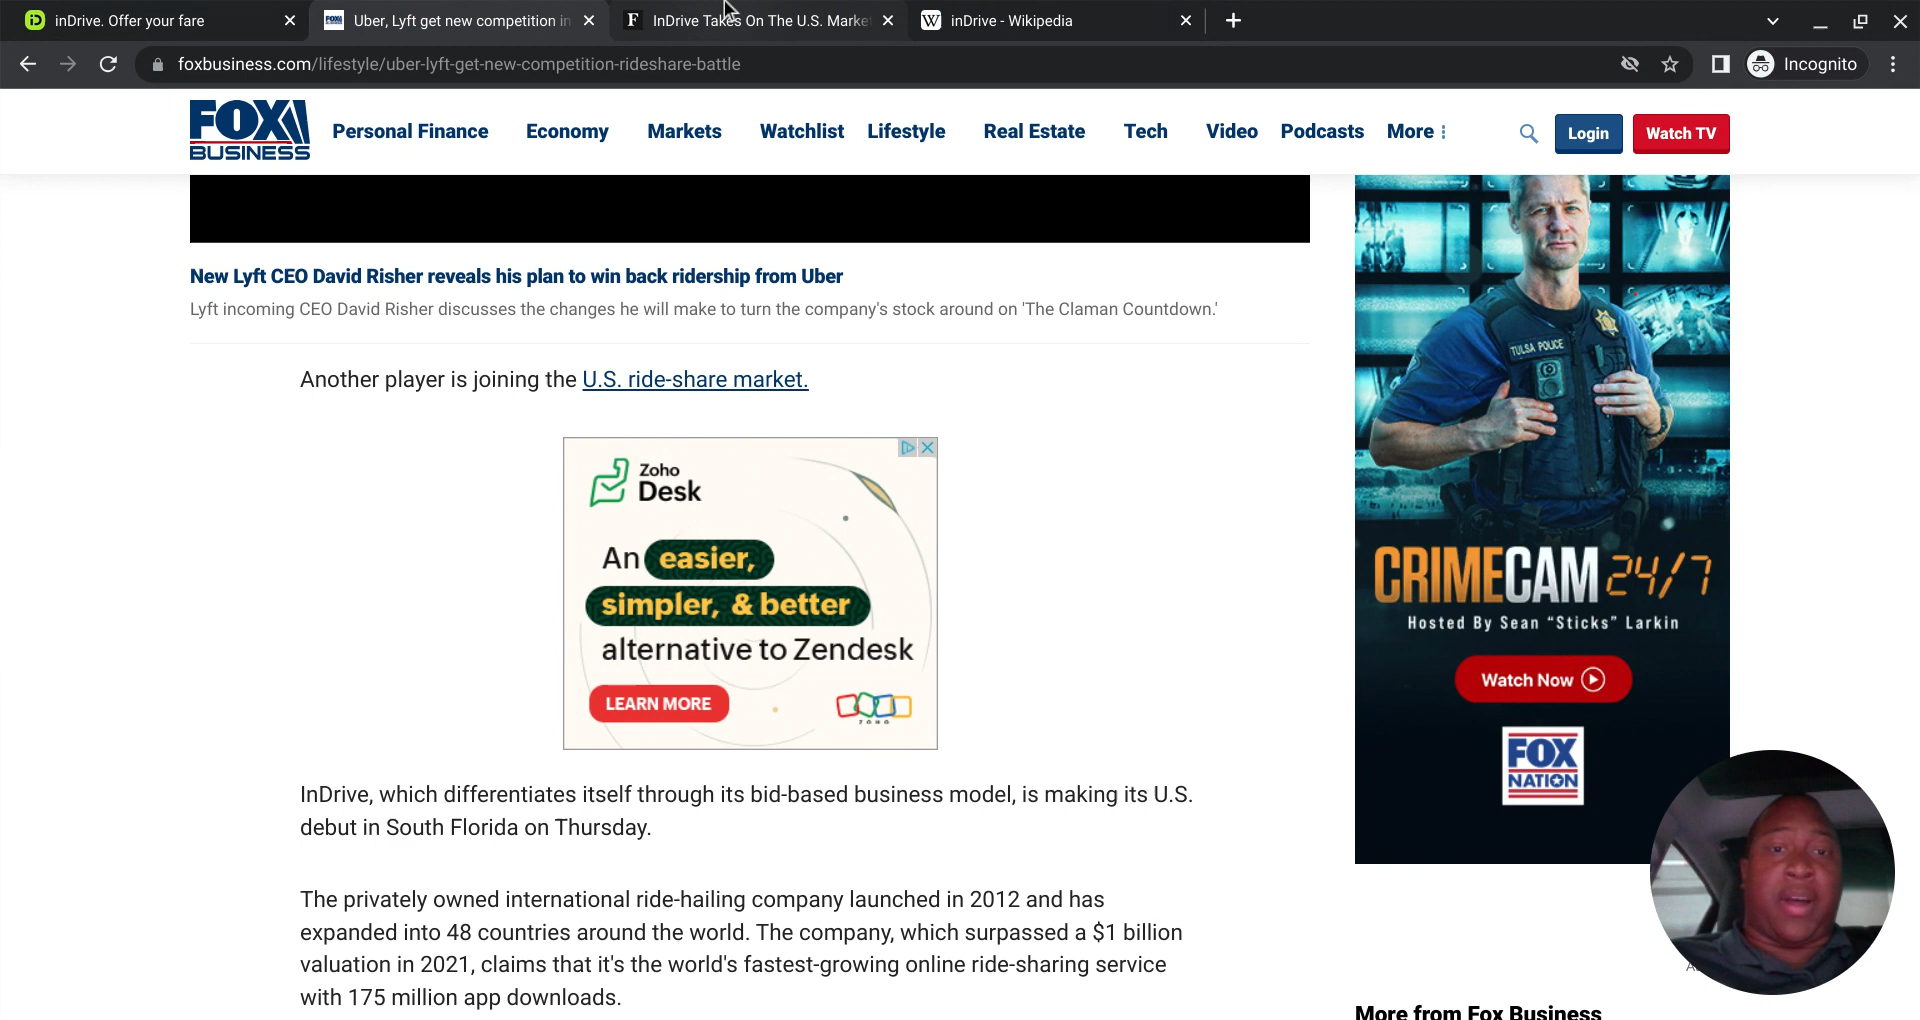 iD inDrive. Offer your fare
Uber, Lyft get new competition in
F InDrive Takes On The U.S. Marke
W inDrive - Wikipedia
foxbusiness.com/lifestyle/uber-lyft-get-new-competition-rideshare-battle
Incognito
FOX
BUSINESS
Personal Finance
Economy
Markets
Watchlist
Lifestyle
Real Estate
Tech
Video
Podcasts
More
Login
Watch TV
New Lyft CEO David Risher reveals his plan to win back ridership from Uber
Lyft incoming CEO David Risher discusses the changes he will make to turn the company's stock around on 'The Claman Countdown.'
Another player is joining the U.S. ride-share market.
Zoho
Desk
An easier,
simpler, & better
alternative to Zendesk
LEARN MORE
ZOHO
InDrive, which differentiates itself through its bid-based business model, is making its U.S.
debut in South Florida on Thursday.
The privately owned international ride-hailing company launched in 2012 and has
expanded into 48 countries around the world. The company, which surpassed a $1 billion
valuation in 2021, claims that it's the world's fastest-growing online ride-sharing service
with 175 million app downloads.
TULSA POLICE
CRIMECAM 24/7
Hosted By Sean "Sticks" Larkin
Watch Now
FOX
NATION
More from Fox Business